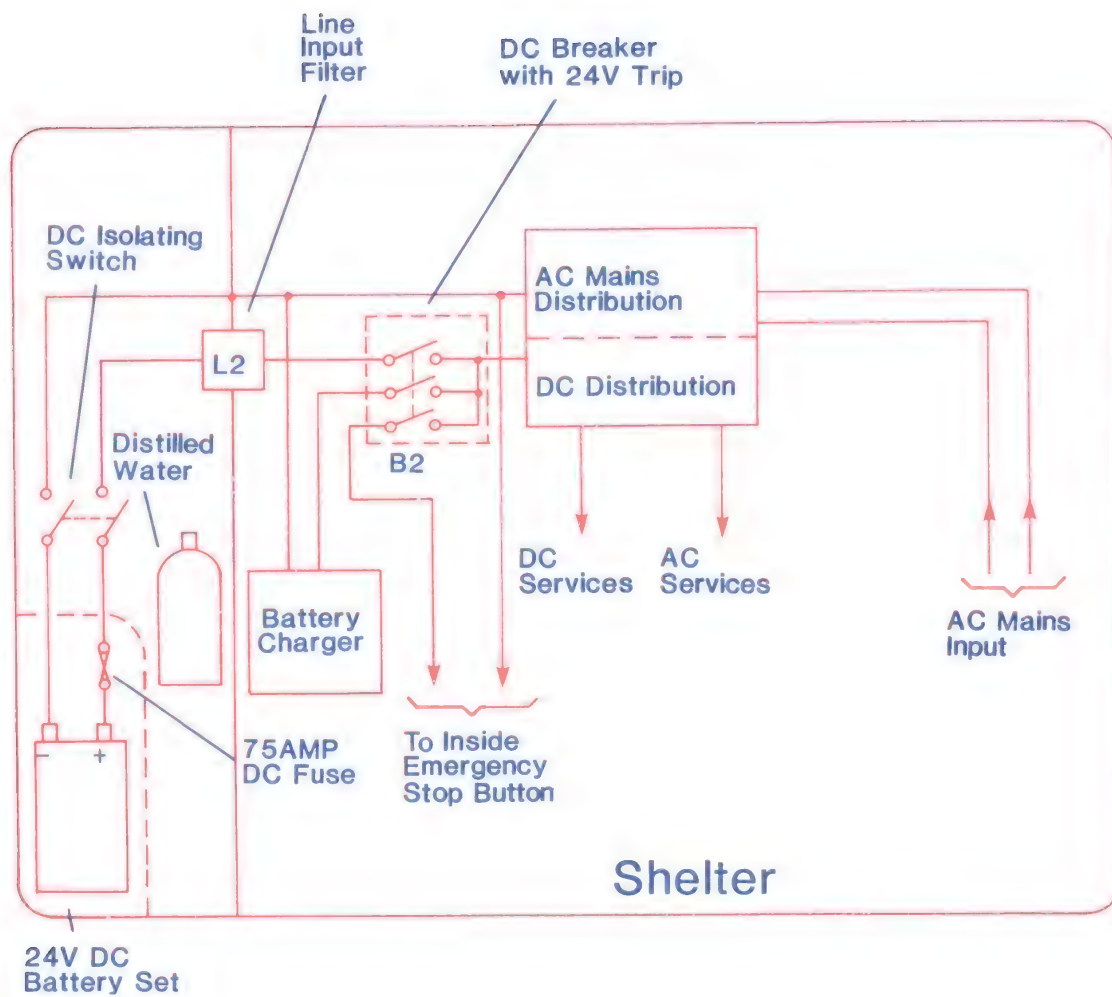 Line
Input
Filter
DC Breaker
with 24V Trip
DC Isolating
Switch
AC Mains
Distribution
L2
DC Distribution
Distilled
Water
B2
DC
Services
AC
Services
Battery
Charger
AC Mains
Input
75AMP
DC Fuse
To Inside
Emergency
Stop Button
- +
Shelter
24V DC
Battery Set